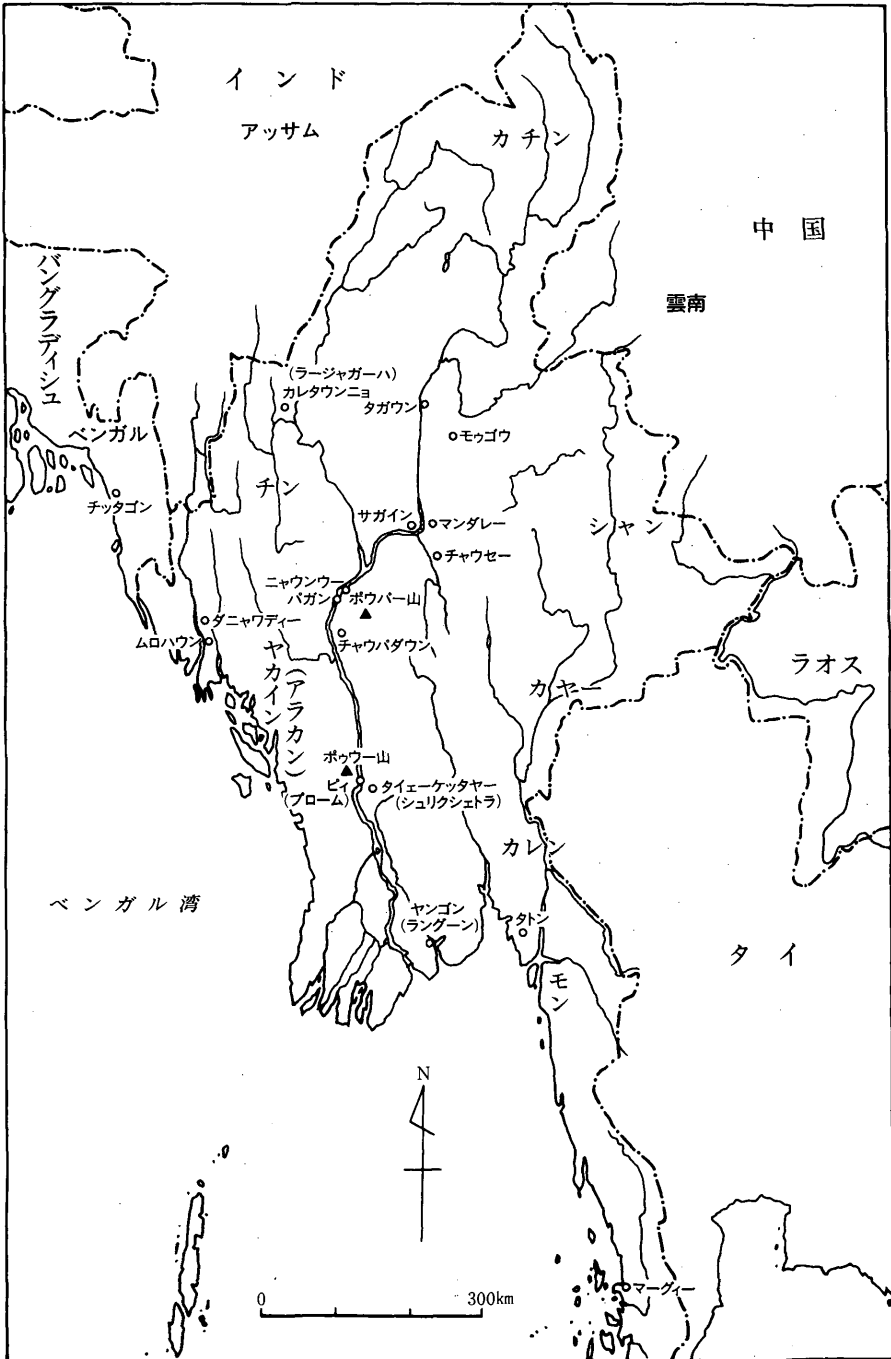 インド
アッサム
カチン
中国
雲南
バングラディシュ
(ラージャガーハ)
カレタウンニョ
タガウン
モゥゴウ
ベンガル
チッタゴン
チン
サガイン
マンダレー
シャン
チャウセー
ニャウンウー
パガン
ポウパー山
ダニャワディー
ムロハウン
チャウパダウン
ヤカイン
(アラカン)
カヤー
ラオス
ポゥウー山
ピィ
(プローム)
タイェーケッタヤー
(シュリクシェトラ)
カレン
ベンガル湾
ヤンゴン
(ラングーン)
タトン
タイ
モン
N
マーグィー
0 300km